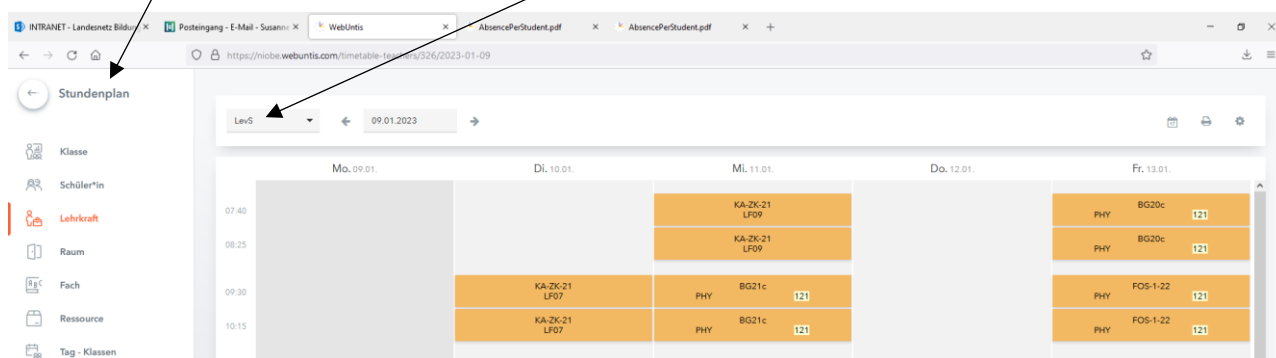 INTRANET - Landesnetz Bildun
Posteingang - E-Mail - Susann
WebUntis
AbsencePerStudent.pdf
AbsencePerStudent.pdf
https://niobe.webuntis.com/timetable-teachers/326/2023-01-09
Stundenplan
LevS
09.01.2023
Klasse
Schüler*in
Lehrkraft
Raum
Fach
Ressource
Tag - Klassen
Mo. 09.01. Di. 10.01. Mi. 11.01. Do. 12.01. Fr. 13.01.
07:40
KA-ZK-21
LF09
BG20c
PHY 121
08:25
KA-ZK-21
LF09
BG20c
PHY 121
09:30
KA-ZK-21
LF07
BG21c
PHY 121
FOS-1-22
PHY 121
10:15
KA-ZK-21
LF07
BG21c
PHY 121
FOS-1-22
PHY 121